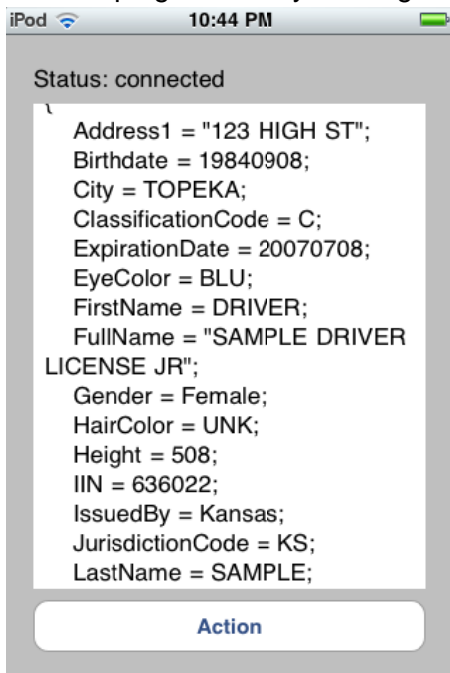 iPod 10:44 PM
Status: connected
{
Address1 = "123 HIGH ST";
Birthdate = 19840908;
City = TOPEKA;
ClassificationCode = C;
ExpirationDate = 20070708;
EyeColor = BLU;
FirstName = DRIVER;
FullName = "SAMPLE DRIVER
LICENSE JR";
Gender = Female;
HairColor = UNK;
Height = 508;
IIN = 636022;
IssuedBy = Kansas;
JurisdictionCode = KS;
LastName = SAMPLE;
Action